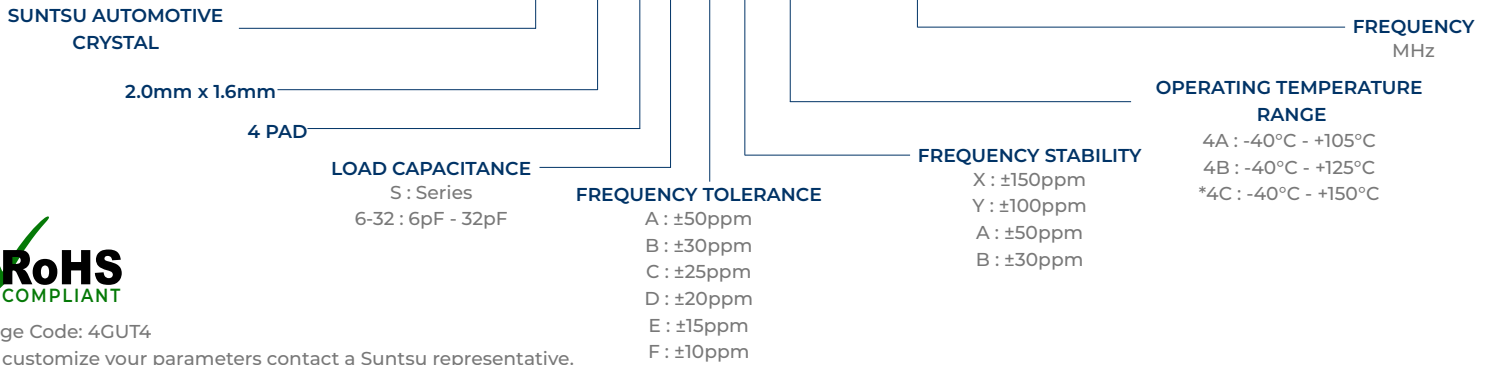 SUNTSU AUTOMOTIVE
CRYSTAL
2.0mm x 1.6mm
4 PAD
LOAD CAPACITANCE
S : Series
6-32 : 6pF - 32pF
FREQUENCY TOLERANCE
A : ±50ppm
B : ±30ppm
C : ±25ppm
D : ±20ppm
E : ±15ppm
F : ±10ppm
FREQUENCY STABILITY
X : ±150ppm
Y : ±100ppm
A : ±50ppm
B : ±30ppm
OPERATING TEMPERATURE
RANGE
4A : -40°C - +105°C
4B : -40°C - +125°C
*4C : -40°C - +150°C
FREQUENCY
MHz
RoHS
COMPLIANT
Code: 4GUT4
customize your parameters contact a Suntsu representative.